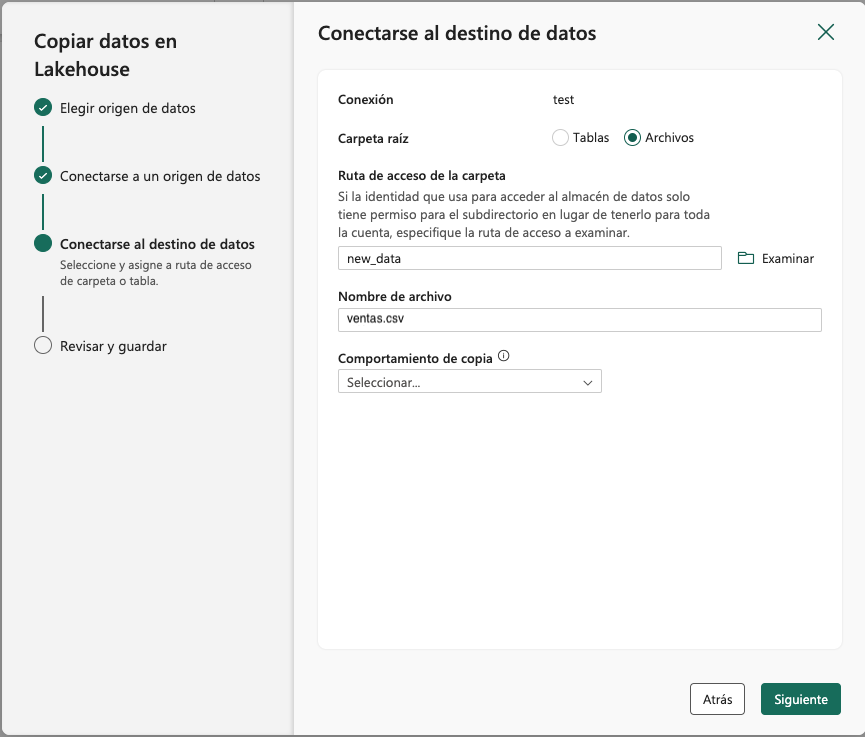 Copiar datos en
Lakehouse
Elegir origen de datos
Conectarse a un origen de datos
Conectarse al destino de datos
Seleccione y asigne a ruta de acceso
de carpeta o tabla.
Revisar y guardar
Conectarse al destino de datos
Conexión test
Carpeta raíz Tablas Archivos
Ruta de acceso de la carpeta
Si la identidad que usa para acceder al almacén de datos solo
tiene permiso para el subdirectorio en lugar de tenerlo para toda
la cuenta, especifique la ruta de acceso a examinar.
new_data Examinar
Nombre de archivo
ventas.csv
Comportamiento de copia
Seleccionar...
Atrás Siguiente